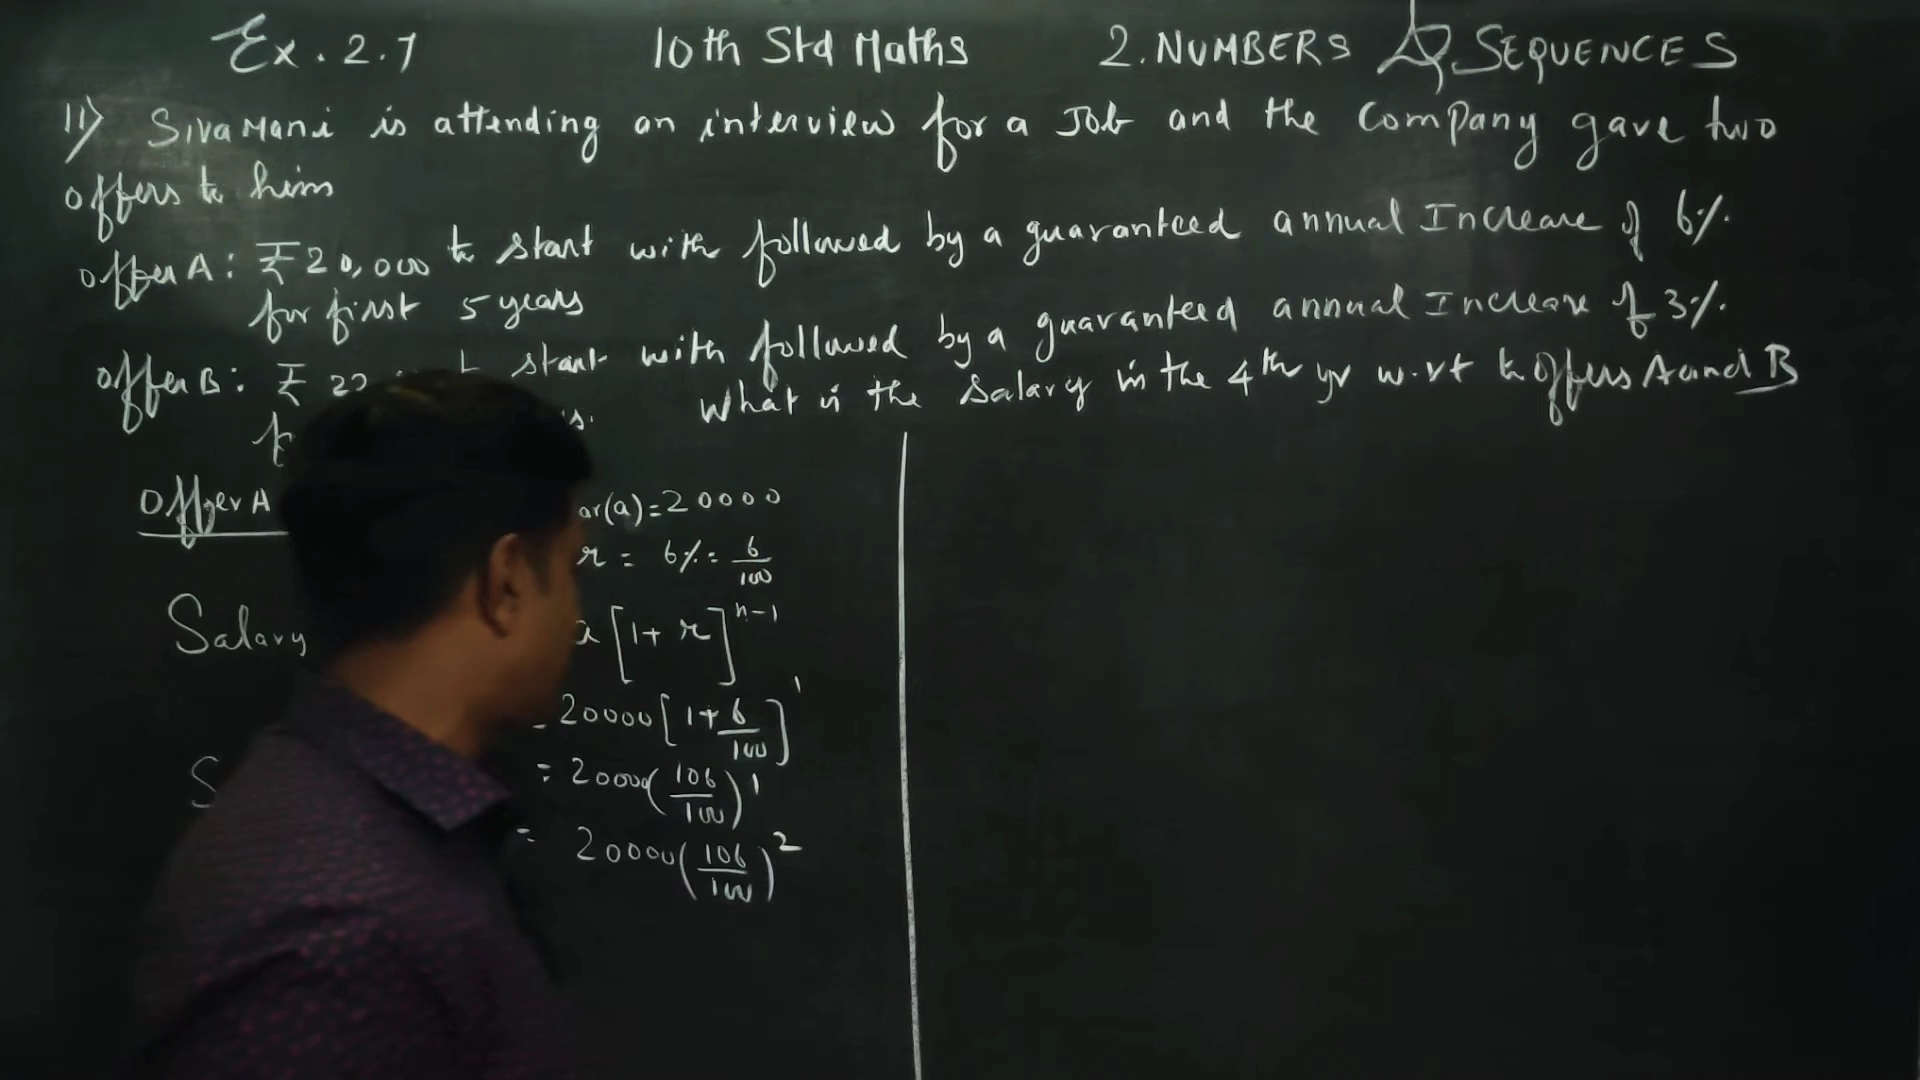 Ex. 2.7 10th Std Maths 2. NUMBERS & SEQUENCES
11) Sivamani is attending an interview for a Job and the company gave two
offers to him
Offer A : ₹ 20,000 to start with followed by a guaranteed annual Increase of 6%
for first 5 years
Offer B : ₹ 22 start with followed by a guaranteed annual Increase of 3%
s. What is the Salary in the 4th yr w.r.t to Offers A and B
Offer A ar(a) = 20000
r = 6% = 6/100
Salary a[1+r]^n-1
= 20000[1+6/100]^1
S = 20000(106/100)^1
= 20000(106/100)^2